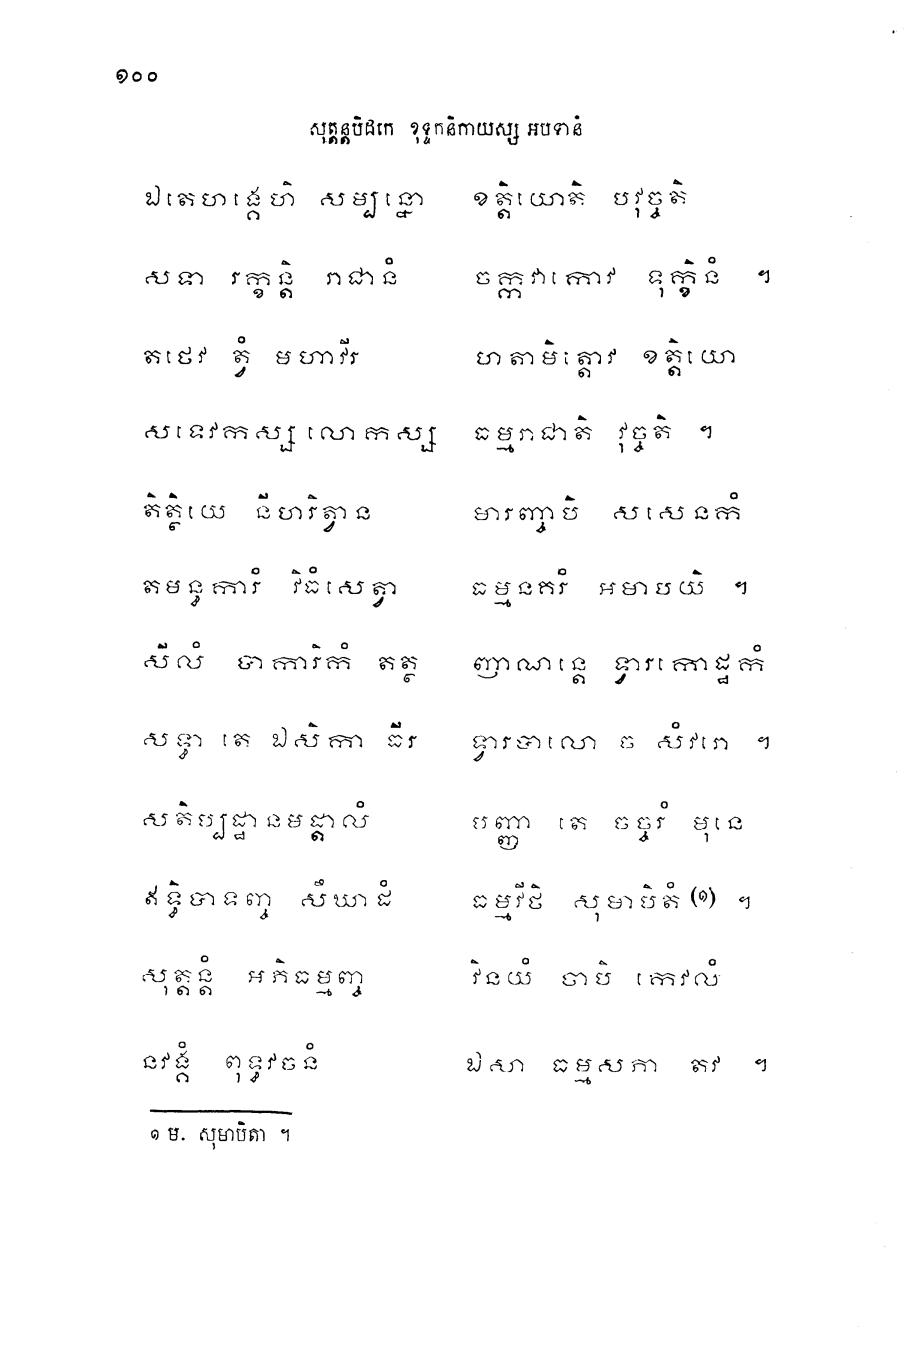 ១០០
សុត្តន្តបិដកេ ខុទ្ទកនិកាយស្ស អបទានំ
ឯតេហង្គេហិ សម្បន្នោ ខត្តិយោតិ បវុច្ចតិ
សទា រក្ខន្តិ រាជានំ ចក្កវាកោវ ទុក្ខិនំ ។
តថេវ ត្វំ មហាវីរ ហតាមិត្តោវ ខត្តិយោ
សទេវកស្ស លោកស្ស ធម្មរាជាតិ វុច្ចតិ ។
តិត្ថិយេ នីហរិត្វាន មារញ្ចាបិ សសេនកំ
តមន្ធការំ វិធំសេត្វា ធម្មនគរំ អមាបយិ ។
សីលំ បាការិកំ តត្ថ ញាណន្តេ ទ្វារកោដ្ឋកំ
សទ្ធា តេ ឯសិកា ធីរ ទ្វារបាលោ ច សំវរោ ។
សតិប្បដ្ឋានមដ្តាលំ បញ្ញា តេ ចច្ចរំ មុនេ
ឥទ្ធិបាទញ្ច សឹឃាដំ ធម្មវីថិ សុមាបិតំ (១) ។
សុត្តន្តំ អភិធម្មញ្ច វិនយំ ចាបិ កេវលំ
នវង្គំ ពុទ្ធវចនំ ឯសា ធម្មសភា តវ ។
១ ម. សុមាបិតា ។